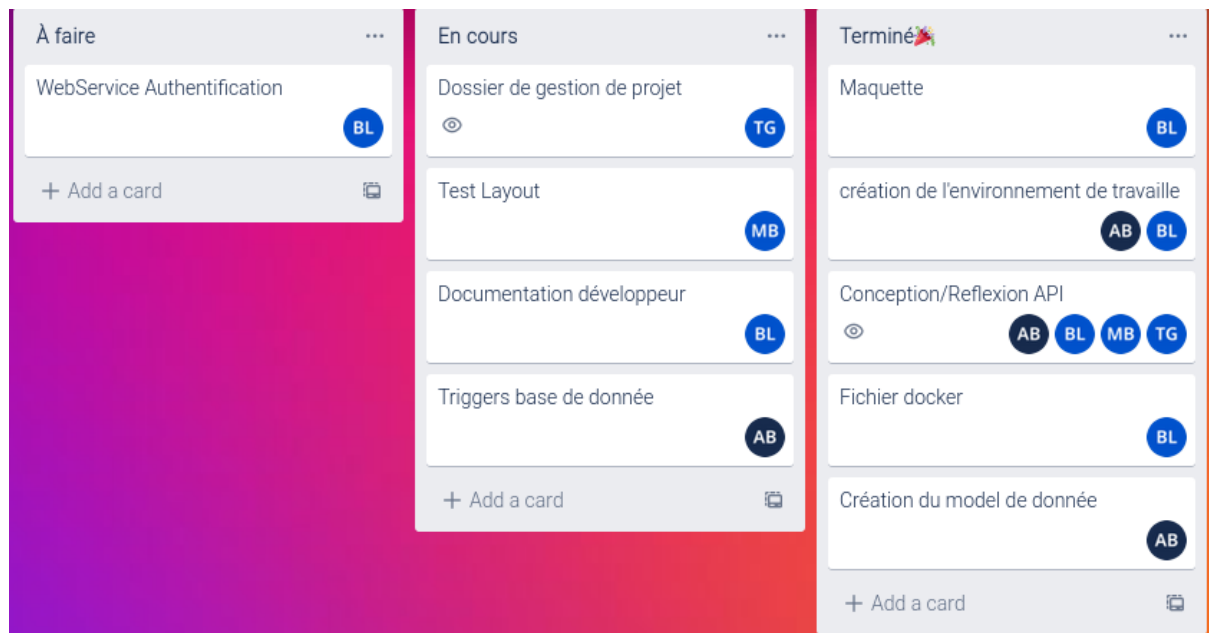 À faire
WebService Authentification
BL
+ Add a card
En cours
Dossier de gestion de projet
TG
Test Layout
MB
Documentation développeur
BL
Triggers base de donnée
AB
+ Add a card
Terminé🎉
Maquette
BL
création de l'environnement de travaille
AB BL
Conception/Reflexion API
AB BL MB TG
Fichier docker
BL
Création du model de donnée
AB
+ Add a card